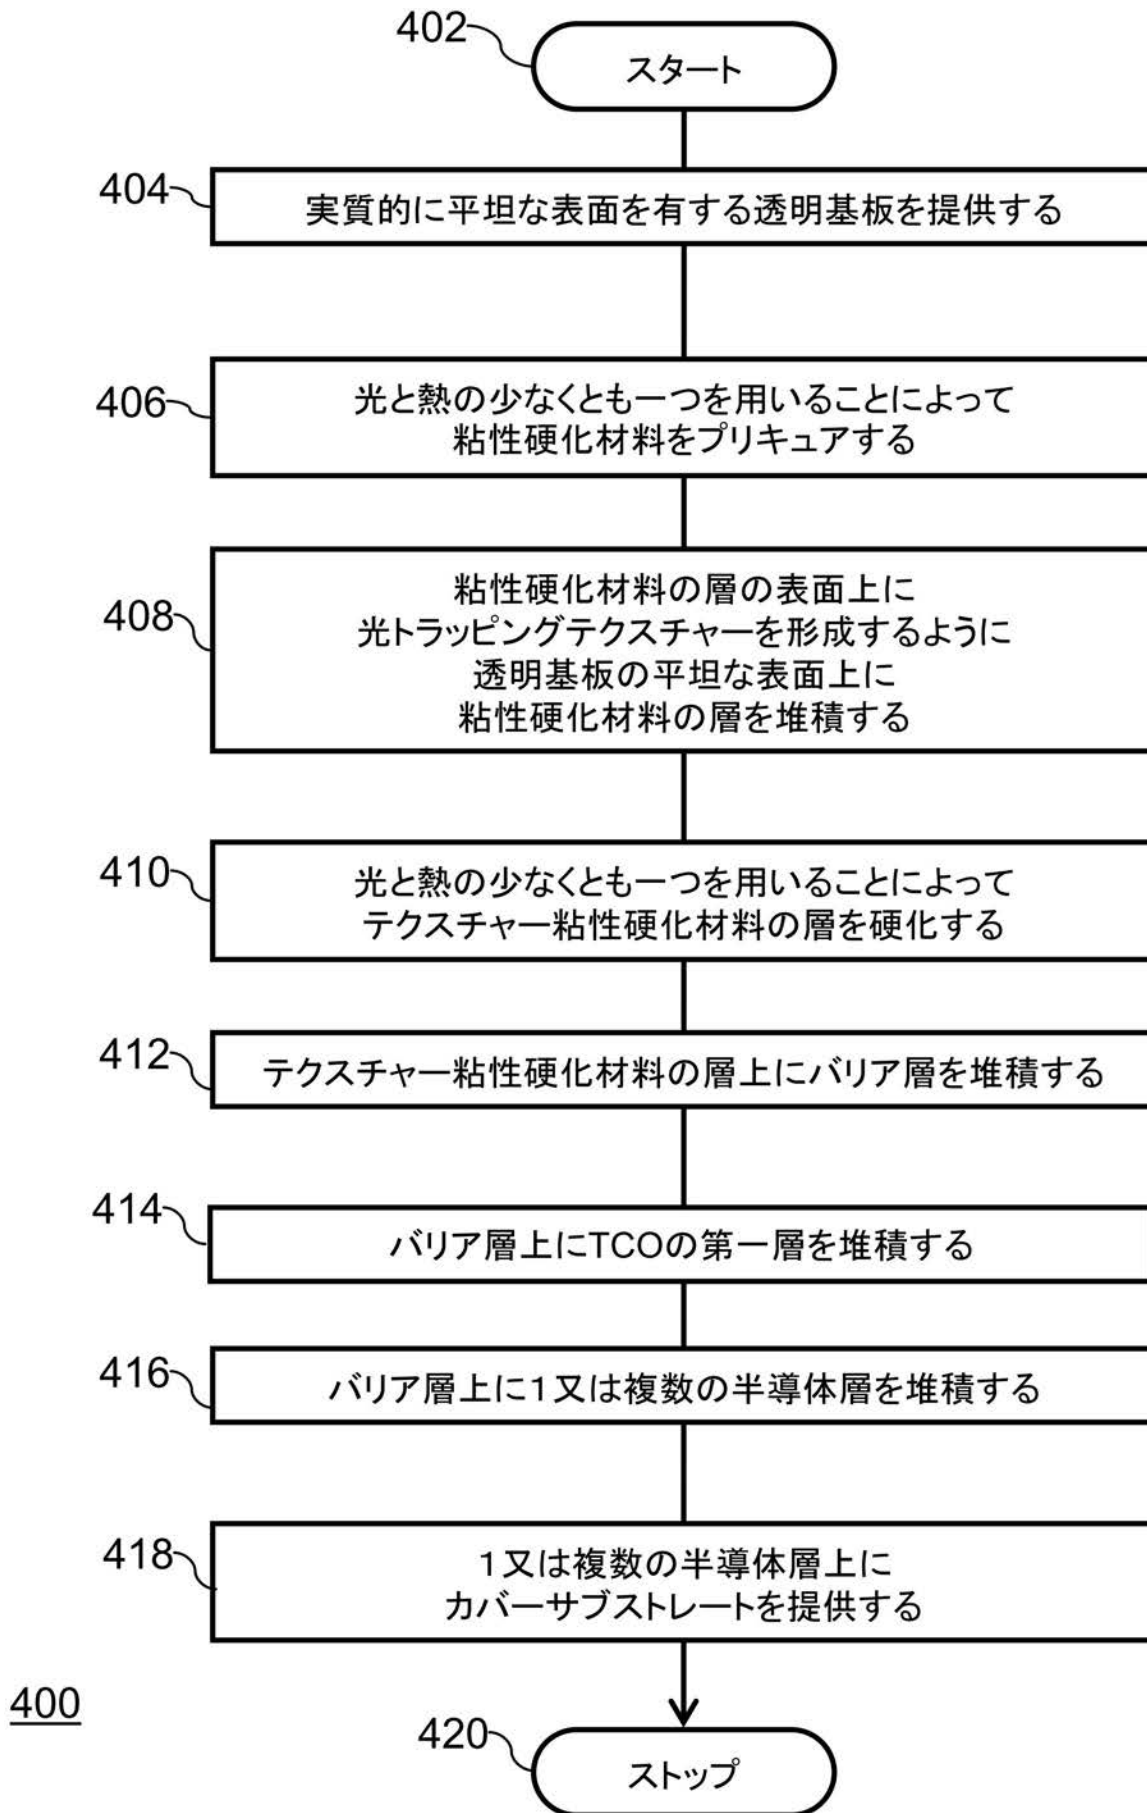 402
スタート
404
実質的に平坦な表面を有する透明基板を提供する
406
光と熱の少なくとも一つを用いることによって
粘性硬化材料をプリキュアする
408
粘性硬化材料の層の表面上に
光トラッピングテクスチャーを形成するように
透明基板の平坦な表面上に
粘性硬化材料の層を堆積する
410
光と熱の少なくとも一つを用いることによって
テクスチャー粘性硬化材料の層を硬化する
412
テクスチャー粘性硬化材料の層上にバリア層を堆積する
414
バリア層上にTCOの第一層を堆積する
416
バリア層上に１又は複数の半導体層を堆積する
418
１又は複数の半導体層上に
カバーサブストレートを提供する
400
420
ストップ